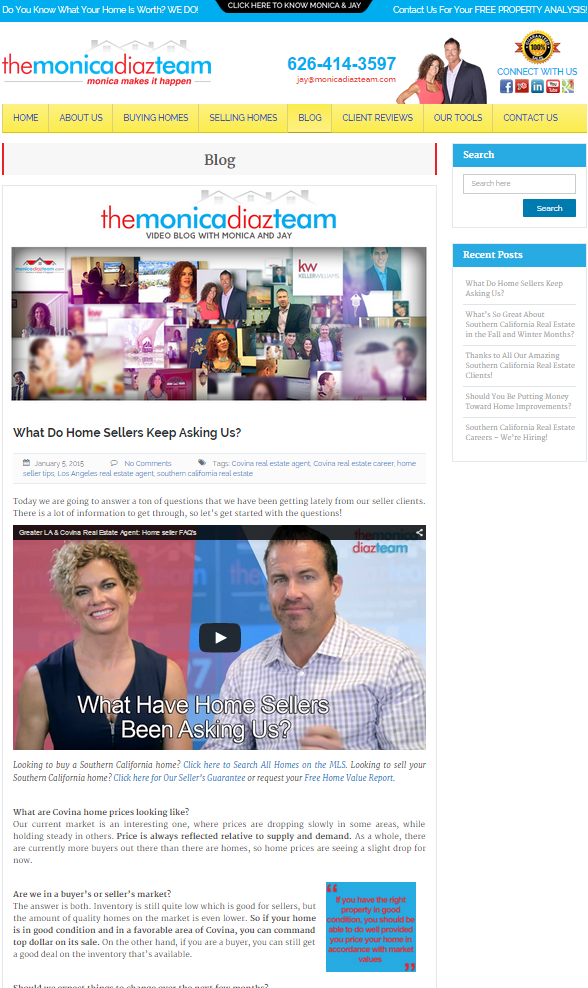 Do You Know What Your Home Is Worth? WE DO!
CLICK HERE TO KNOW MONICA & JAY
Contact Us For Your FREE PROPERTY ANALYSIS!
themonicadiazteam
monica makes it happen
626-414-3597
jay@monicadiazteam.com
100%
CONNECT WITH US
HOME
ABOUT US
BUYING HOMES
SELLING HOMES
BLOG
CLIENT REVIEWS
OUR TOOLS
CONTACT US
Blog
themonicadiazteam
VIDEO BLOG WITH MONICA AND JAY
kw
KELLERWILLIAMS.
What Do Home Sellers Keep Asking Us?
January 5, 2015 No Comments Tags: Covina real estate agent, Covina real estate career, home
seller tips, Los Angeles real estate agent, southern california real estate
Today we are going to answer a ton of questions that we have been getting lately from our seller clients.
There is a lot of information to get through, so let's get started with the questions!
Greater LA & Covina Real Estate Agent: Home seller FAQ's
diazteam
What Have Home Sellers
Been Asking Us?
Looking to buy a Southern California home? Click here to Search All Homes on the MLS. Looking to sell your
Southern California home? Click here for Our Seller's Guarantee or request your Free Home Value Report.
What are Covina home prices looking like?
Our current market is an interesting one, where prices are dropping slowly in some areas, while
holding steady in others. Price is always reflected relative to supply and demand. As a whole, there
are currently more buyers out there than there are homes, so home prices are seeing a slight drop for
now.
Are we in a buyer's or seller's market?
The answer is both. Inventory is still quite low which is good for sellers, but
the amount of quality homes on the market is even lower. So if your home
is in good condition and in a favorable area of Covina, you can command
top dollar on its sale. On the other hand, if you are a buyer, you can still get
a good deal on the inventory that's available.
If you have the right
property in good
condition, you should be
able to do well provided
you price your home in
accordance with market
values
Should we expect things to change over the next few months?
Search
Search here
Search
Recent Posts
What Do Home Sellers Keep
Asking Us?
What's So Great About
Southern California Real Estate
in the Fall and Winter Months?
Thanks to All Our Amazing
Southern California Real Estate
Clients!
Should You Be Putting Money
Toward Home Improvements?
Southern California Real Estate
Careers – We're Hiring!